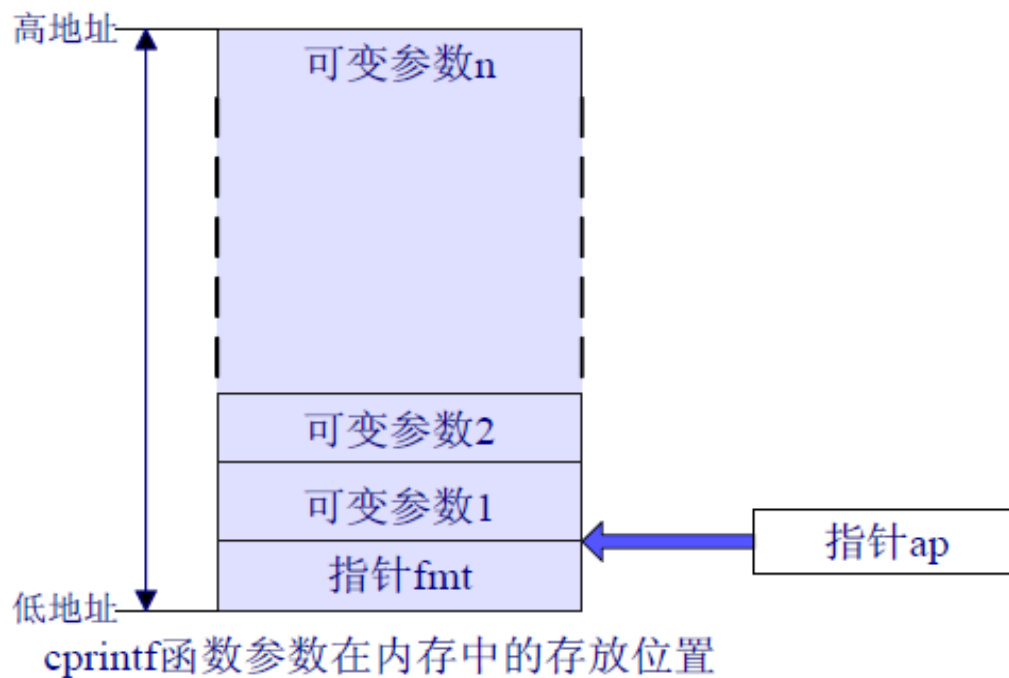 高地址
可变参数n
可变参数2
可变参数1
指针ap
指针fmt
低地址
cprintf函数参数在内存中的存放位置